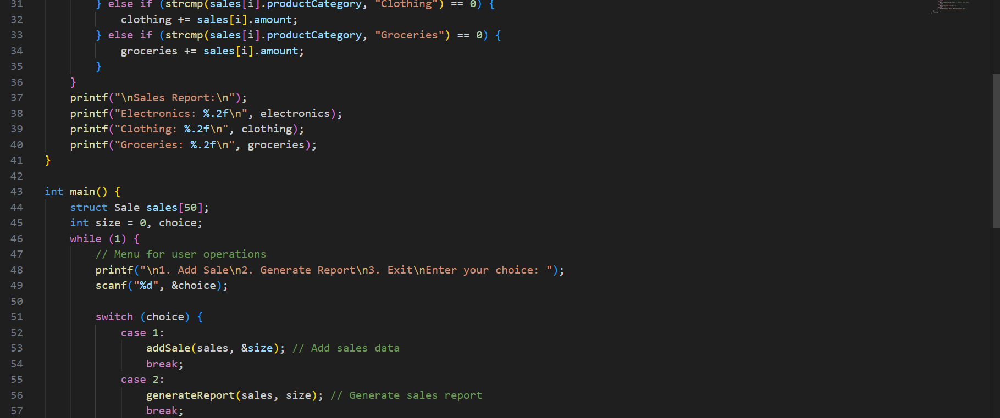 31 } else if (strcmp(sales[i].productCategory, "Clothing") == 0) {
32 clothing += sales[i].amount;
33 } else if (strcmp(sales[i].productCategory, "Groceries") == 0) {
34 groceries += sales[i].amount;
35 }
36 }
37 printf("\nSales Report:\n");
38 printf("Electronics: %.2f\n", electronics);
39 printf("Clothing: %.2f\n", clothing);
40 printf("Groceries: %.2f\n", groceries);
41 }
42
43 int main() {
44 struct Sale sales[50];
45 int size = 0, choice;
46 while (1) {
47 // Menu for user operations
48 printf("\n1. Add Sale\n2. Generate Report\n3. Exit\nEnter your choice: ");
49 scanf("%d", &choice);
50
51 switch (choice) {
52 case 1:
53 addSale(sales, &size); // Add sales data
54 break;
55 case 2:
56 generateReport(sales, size); // Generate sales report
57 break;